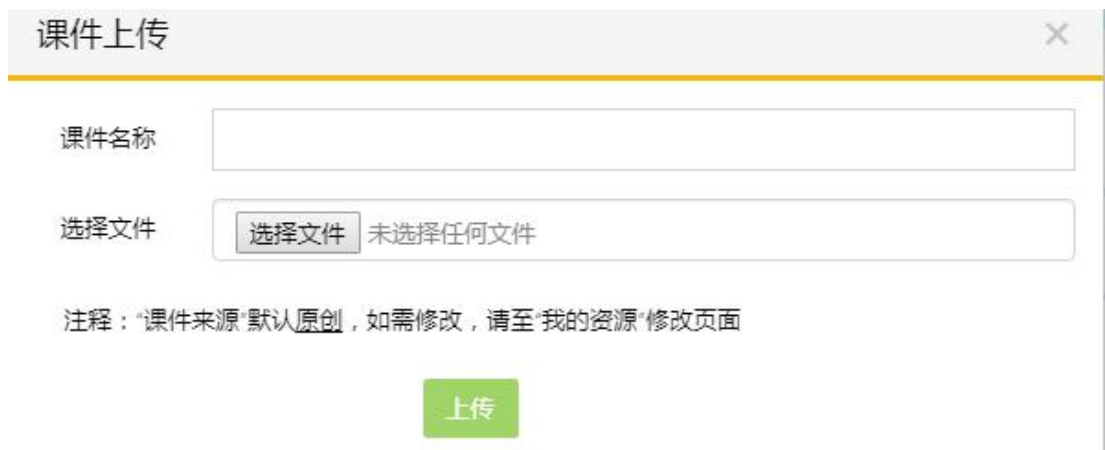 课件上传
课件名称
选择文件
选择文件 未选择任何文件
注释：“课件来源”默认原创，如需修改，请至“我的资源”修改页面
上传